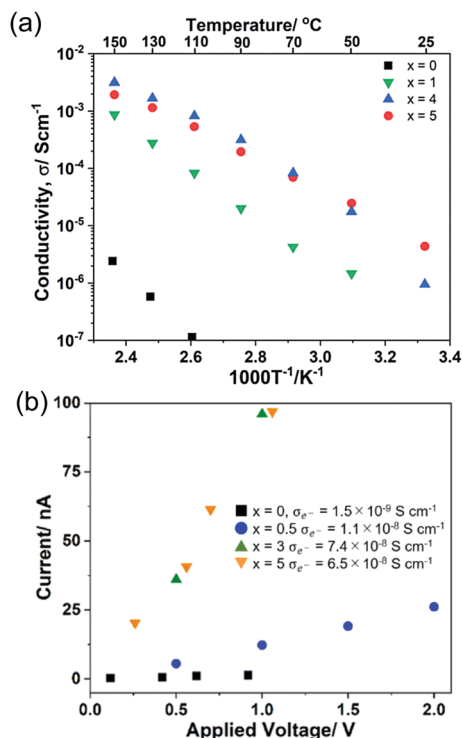 (a)
Temperature/ °C
150 130 110 90 70 50 25
x = 0
x = 1
x = 4
x = 5
Conductivity, σ/ Scm⁻¹
10⁻²
10⁻³
10⁻⁴
10⁻⁵
10⁻⁶
10⁻⁷
2.4 2.6 2.8 3.0 3.2 3.4
1000T⁻¹/K⁻¹
(b)
Current/ nA
100
75
50
25
0
x = 0, σₑ₋ = 1.5 × 10⁻⁹ S cm⁻¹
x = 0.5 σₑ₋ = 1.1 × 10⁻⁸ S cm⁻¹
x = 3 σₑ₋ = 7.4 × 10⁻⁸ S cm⁻¹
x = 5 σₑ₋ = 6.5 × 10⁻⁸ S cm⁻¹
0.0 0.5 1.0 1.5 2.0
Applied Voltage/ V